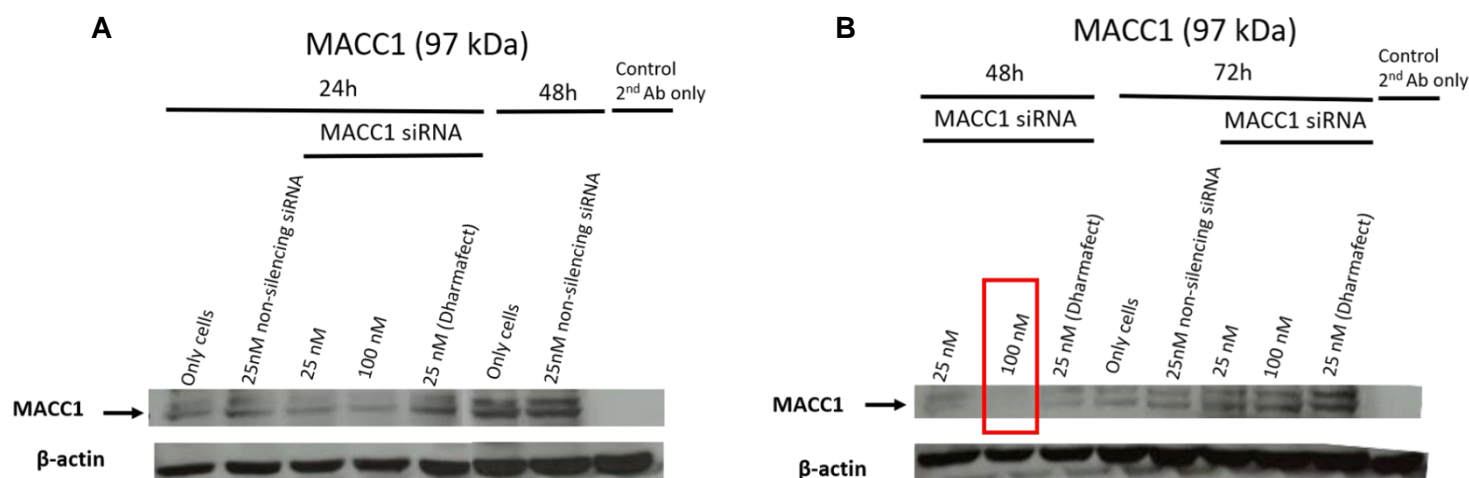 A
MACC1 (97 kDa)
24h
48h
Control
2nd Ab only
MACC1 siRNA
Only cells
25nM non-silencing siRNA
25 nM
100 nM
25 nM (Dharmafect)
Only cells
25nM non-silencing siRNA
MACC1
β-actin
B
MACC1 (97 kDa)
48h
72h
Control
2nd Ab only
MACC1 siRNA
MACC1 siRNA
25 nM
100 nM
25 nM (Dharmafect)
Only cells
25nM non-silencing siRNA
25 nM
100 nM
25 nM (Dharmafect)
MACC1
β-actin